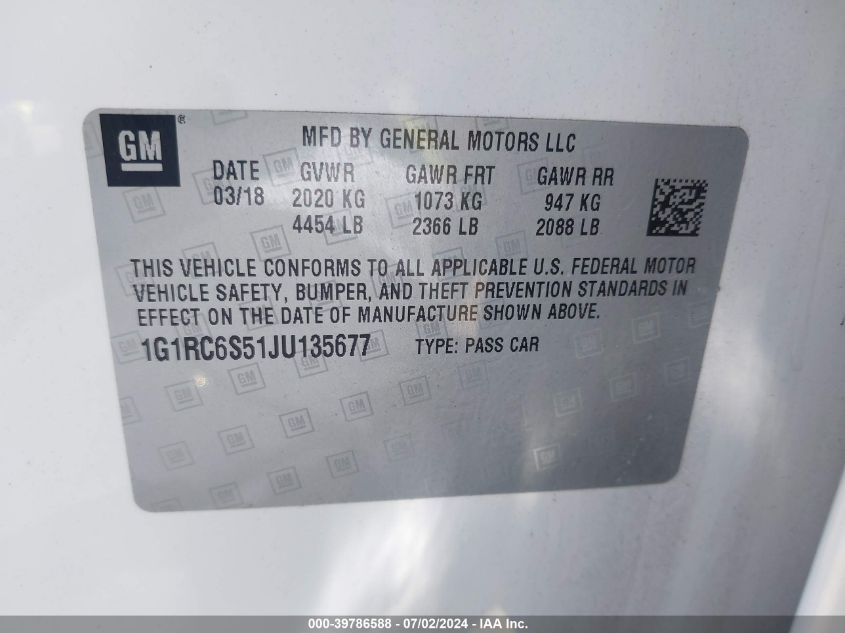 GM®
MFD BY GENERAL MOTORS LLC
DATE GVWR GAWR FRT GAWR RR
03/18 2020 KG 1073 KG 947 KG
4454 LB 2366 LB 2088 LB
THIS VEHICLE CONFORMS TO ALL APPLICABLE U.S. FEDERAL MOTOR
VEHICLE SAFETY, BUMPER, AND THEFT PREVENTION STANDARDS IN
EFFECT ON THE DATE OF MANUFACTURE SHOWN ABOVE.
1G1RC6S51JU135677 TYPE: PASS CAR
000-39786588 - 07/02/2024 - IAA Inc.